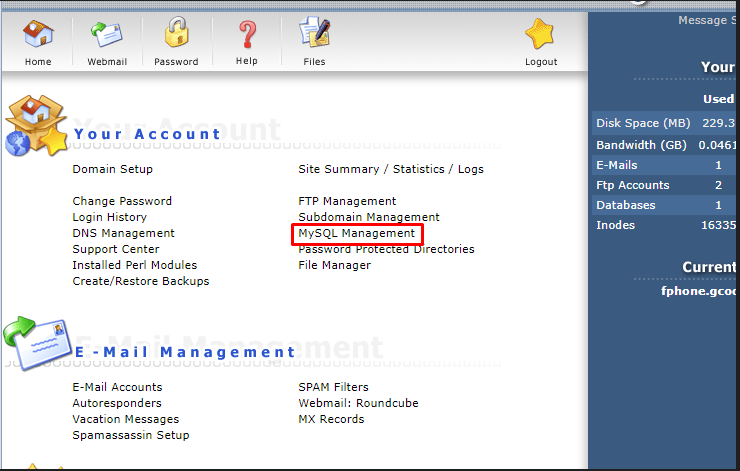 Message S
Home
Webmail
Password
Help
Files
Logout
Your Account
Domain Setup
Site Summary / Statistics / Logs
Change Password
FTP Management
Login History
Subdomain Management
DNS Management
MySQL Management
Support Center
Password Protected Directories
Installed Perl Modules
File Manager
Create/Restore Backups
E-Mail Management
E-Mail Accounts
SPAM Filters
Autoresponders
Webmail: Roundcube
Vacation Messages
MX Records
Spamassassin Setup
Your
Used
Disk Space (MB) 229.3
Bandwidth (GB) 0.0461
E-Mails 1
Ftp Accounts 2
Databases 1
Inodes 16335
Current
fphone.gcoo